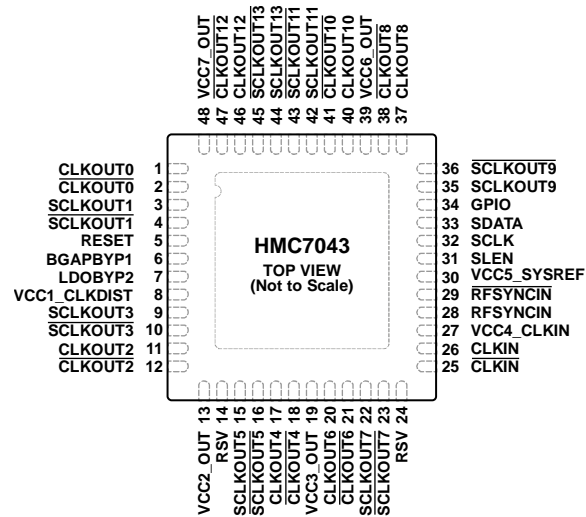 48 VCC7_OUT
47 CLKOUT12
46 CLKOUT12
45 SCLKOUT13
44 SCLKOUT13
43 SCLKOUT11
42 SCLKOUT11
41 CLKOUT10
40 CLKOUT10
39 VCC6_OUT
38 CLKOUT8
37 CLKOUT8
CLKOUT0 1
CLKOUT0 2
SCLKOUT1 3
SCLKOUT1 4
RESET 5
BGAPBYP1 6
LDOBYP2 7
VCC1_CLKDIST 8
SCLKOUT3 9
SCLKOUT3 10
CLKOUT2 11
CLKOUT2 12
HMC7043
TOP VIEW
(Not to Scale)
36 SCLKOUT9
35 SCLKOUT9
34 GPIO
33 SDATA
32 SCLK
31 SLEN
30 VCC5_SYSREF
29 RFSYNCIN
28 RFSYNCIN
27 VCC4_CLKIN
26 CLKIN
25 CLKIN
VCC2_OUT 13
RSV 14
SCLKOUT5 15
SCLKOUT5 16
CLKOUT4 17
CLKOUT4 18
VCC3_OUT 19
CLKOUT6 20
CLKOUT6 21
SCLKOUT7 22
SCLKOUT7 23
RSV 24